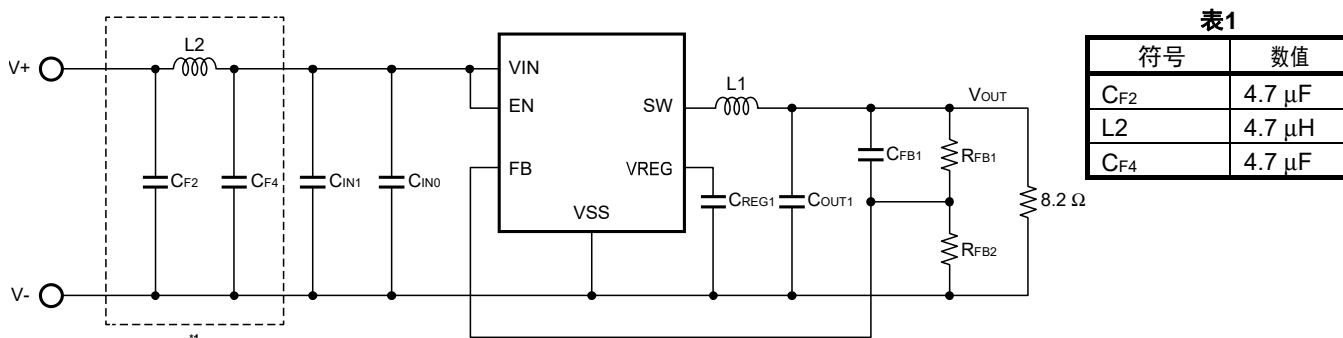 表1
符号 数值
CF2 4.7 μF
L2 4.7 μH
CF4 4.7 μF
L2
V+
VIN
EN
FB
SW
VREG
VSS
L1
VOUT
CF2
CF4
CIN1
CIN0
CREG1
COUT1
CFB1
RFB1
RFB2
8.2 Ω
V-
*1